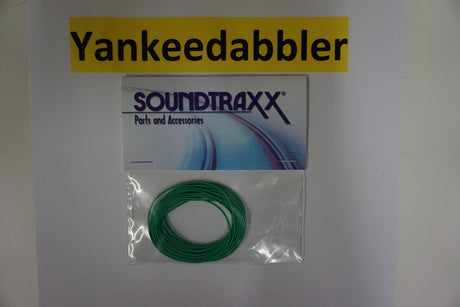 Yankeedabbler
SOUNDTRAXX®
Parts and Accessories